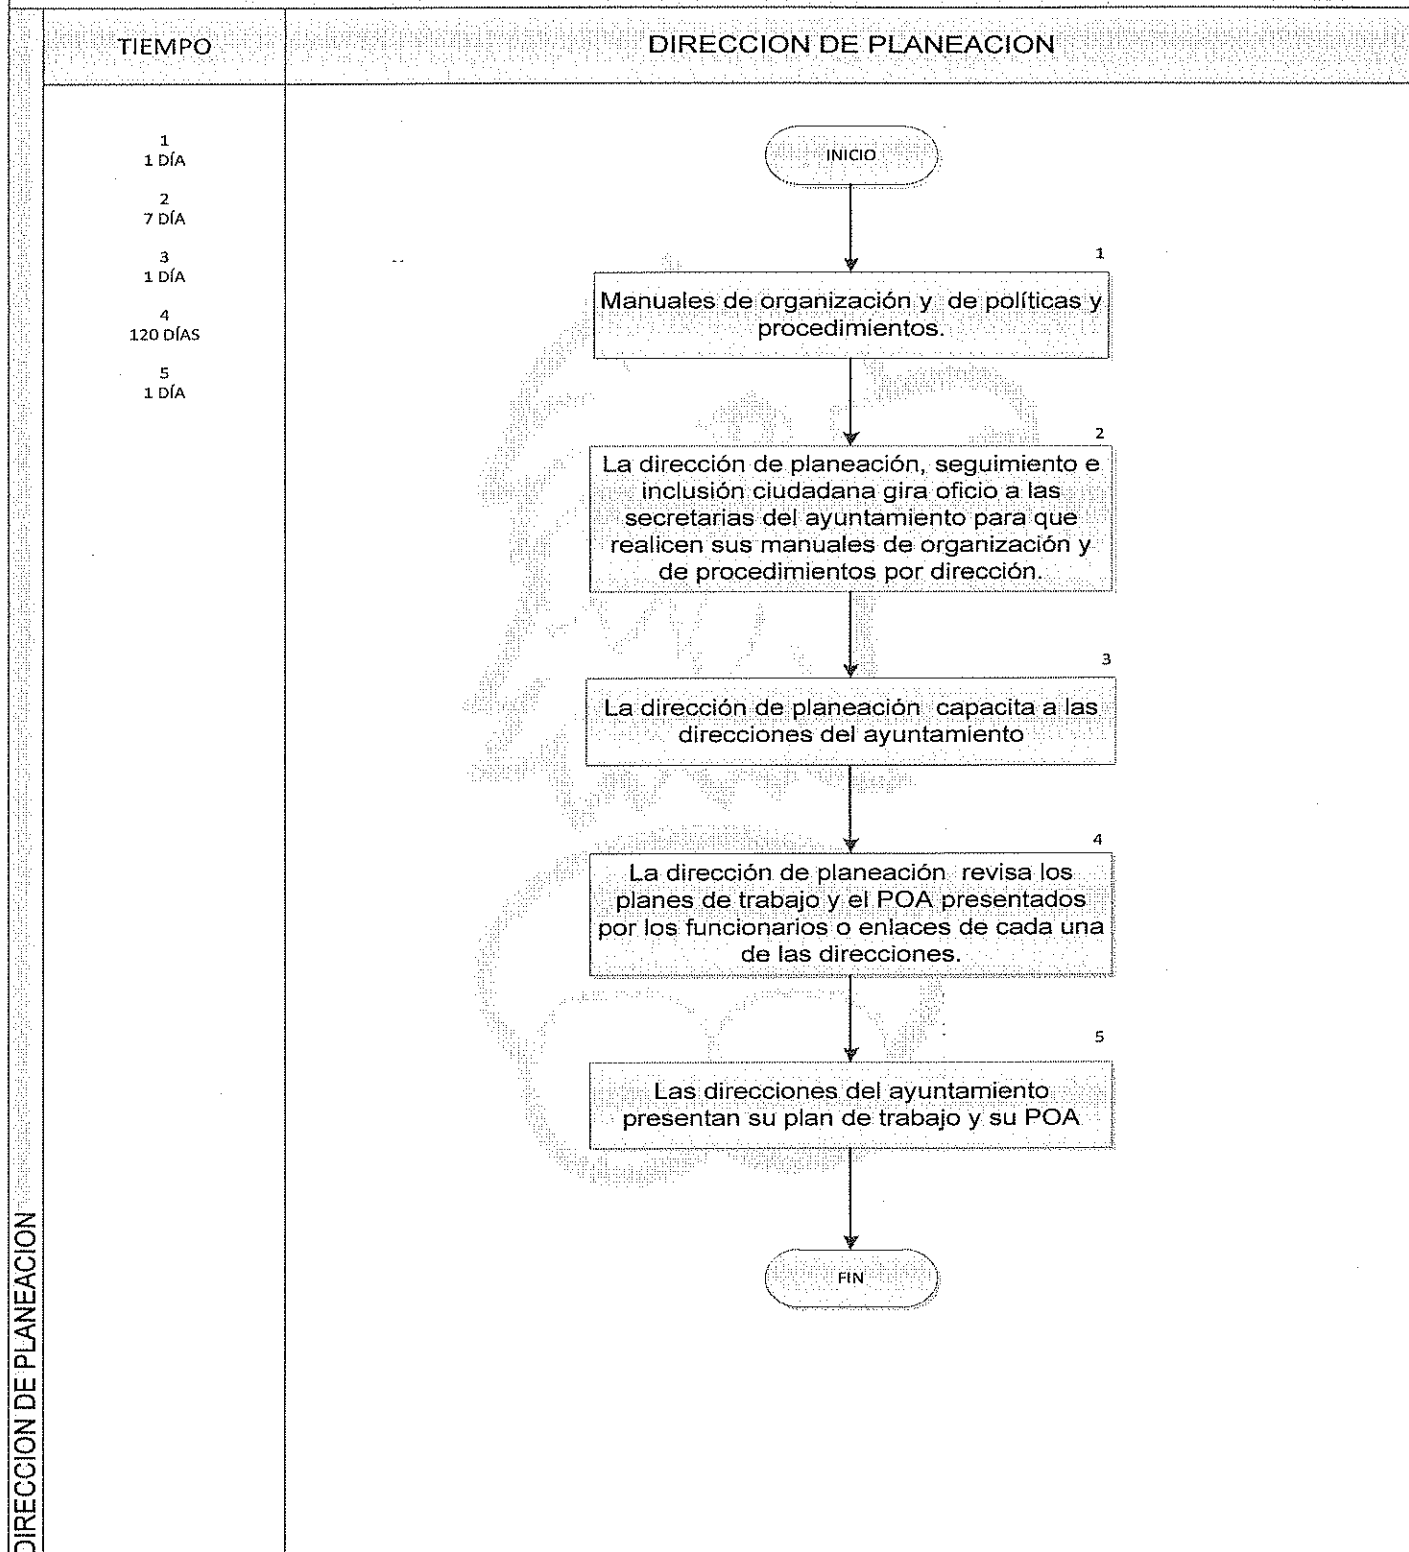 TIEMPO
DIRECCION DE PLANEACION
1
1 DÍA
2
7 DÍA
3
1 DÍA
4
120 DÍAS
5
1 DÍA
INICIO
1
Manuales de organización y de políticas y
procedimientos.
2
La dirección de planeación, seguimiento e
inclusión ciudadana gira oficio a las
secretarias del ayuntamiento para que
realicen sus manuales de organización y
de procedimientos por dirección.
3
La dirección de planeación capacita a las
direcciones del ayuntamiento
4
La dirección de planeación revisa los
planes de trabajo y el POA presentados
por los funcionarios o enlaces de cada una
de las direcciones.
5
Las direcciones del ayuntamiento
presentan su plan de trabajo y su POA
FIN
DIRECCION DE PLANEACION